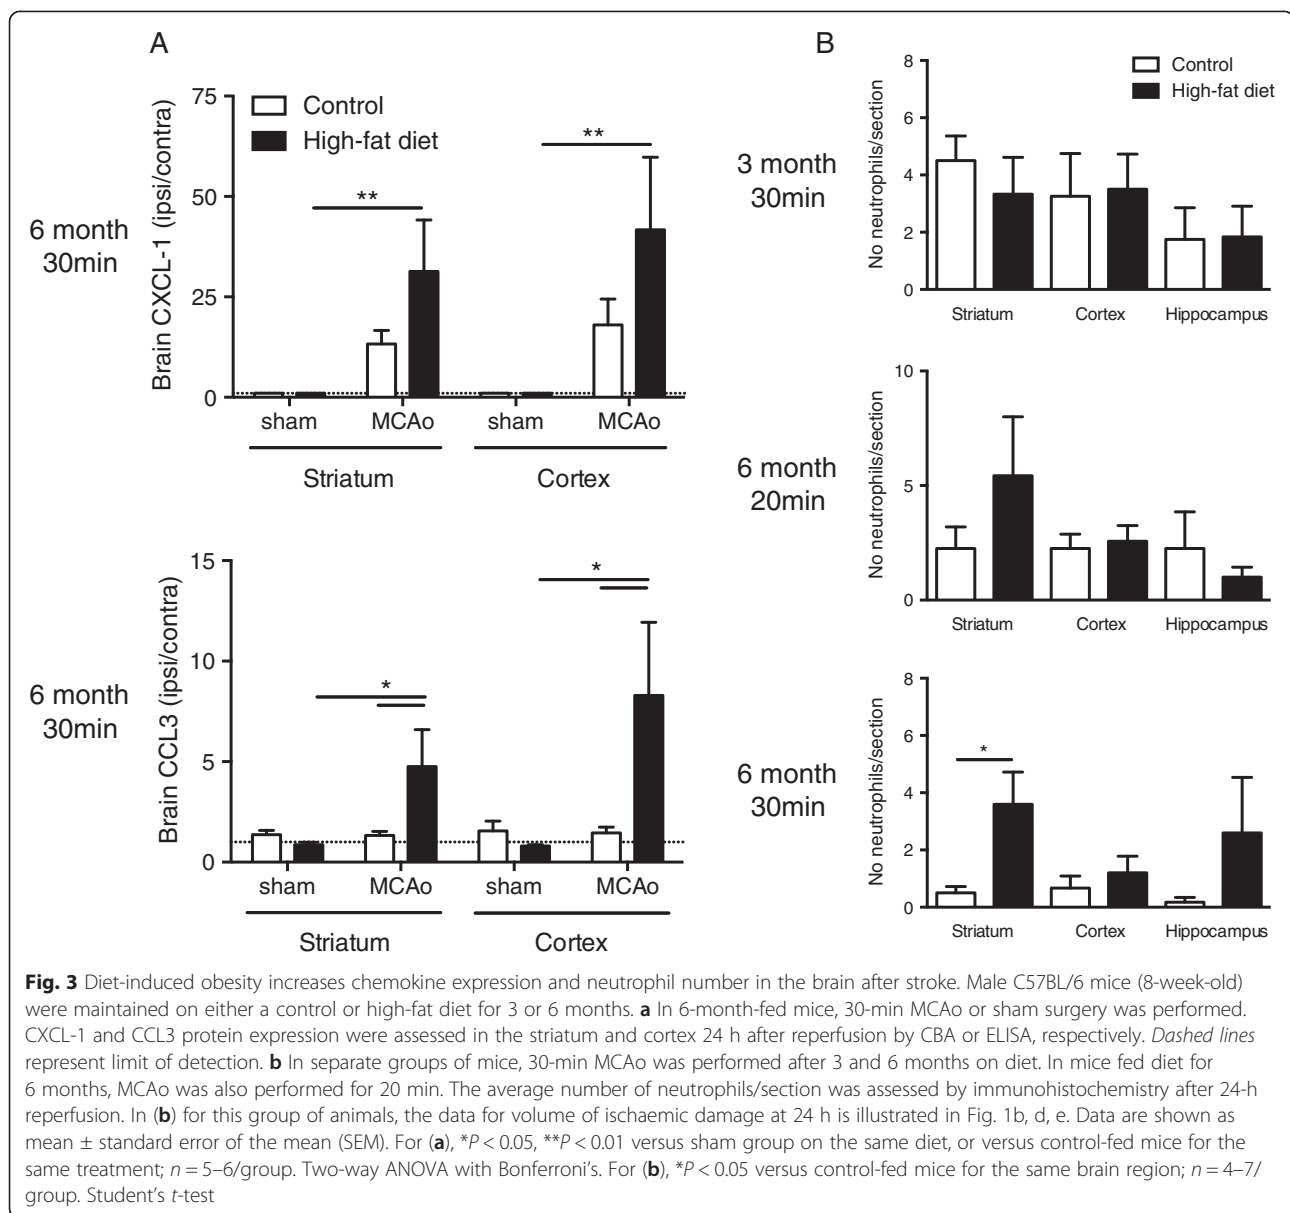 A
75
50
25
0
Brain CXCL-1 (ipsi/contra)
Control
High-fat diet
**
**
6 month
30min
sham
MCAo
sham
MCAo
Striatum
Cortex
15
10
5
0
Brain CCL3 (ipsi/contra)
*
*
6 month
30min
sham
MCAo
sham
MCAo
Striatum
Cortex
B
Control
High-fat diet
3 month
30min
8
6
4
2
0
No neutrophils/section
Striatum
Cortex
Hippocampus
6 month
20min
10
5
0
No neutrophils/section
Striatum
Cortex
Hippocampus
6 month
30min
8
6
4
2
0
No neutrophils/section
*
Striatum
Cortex
Hippocampus
Fig. 3 Diet-induced obesity increases chemokine expression and neutrophil number in the brain after stroke. Male C57BL/6 mice (8-week-old)
were maintained on either a control or high-fat diet for 3 or 6 months. a In 6-month-fed mice, 30-min MCAo or sham surgery was performed.
CXCL-1 and CCL3 protein expression were assessed in the striatum and cortex 24 h after reperfusion by CBA or ELISA, respectively. Dashed lines
represent limit of detection. b In separate groups of mice, 30-min MCAo was performed after 3 and 6 months on diet. In mice fed diet for
6 months, MCAo was also performed for 20 min. The average number of neutrophils/section was assessed by immunohistochemistry after 24-h
reperfusion. In (b) for this group of animals, the data for volume of ischaemic damage at 24 h is illustrated in Fig. 1b, d, e. Data are shown as
mean ± standard error of the mean (SEM). For (a), *P < 0.05, **P < 0.01 versus sham group on the same diet, or versus control-fed mice for the
same treatment; n = 5–6/group. Two-way ANOVA with Bonferroni's. For (b), *P < 0.05 versus control-fed mice for the same brain region; n = 4–7/
group. Student's t-test